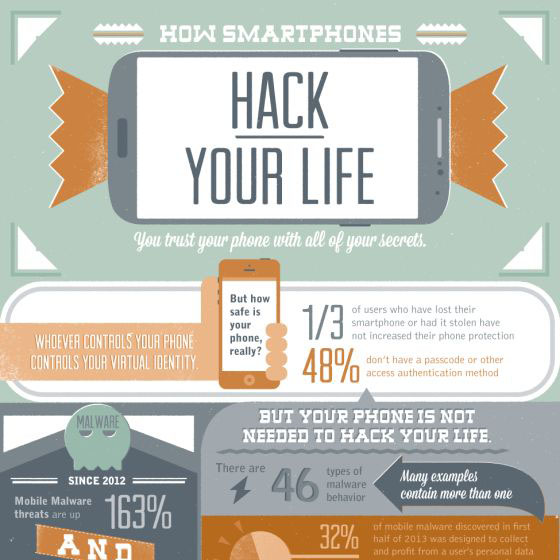 HOW SMARTPHONES
HACK
YOUR LIFE
You trust your phone with all of your secrets.
WHOEVER CONTROLS YOUR PHONE
CONTROLS YOUR VIRTUAL IDENTITY.
But how
safe is
your
phone,
really?
1/3
of users who have lost their
smartphone or had it stolen have
not increased their phone protection
48%
don't have a passcode or other
access authentication method
MALWARE
SINCE 2012
Mobile Malware
threats are up
163%
AND
BUT YOUR PHONE IS NOT
NEEDED TO HACK YOUR LIFE.
There are
46
types of
malware
behavior
Many examples
contain more than one
32%
of mobile malware discovered in first
half of 2013 was designed to collect
and profit from a user's personal data